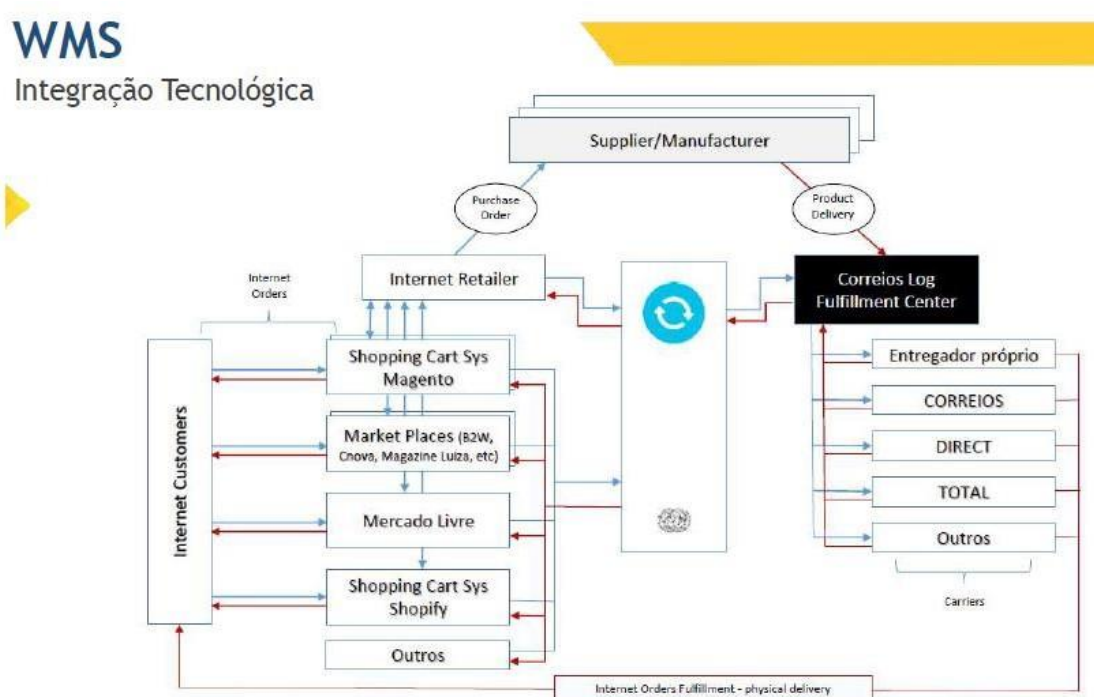 WMS
Integração Tecnológica
Supplier/Manufacturer
Purchase
Order
Product
Delivery
Internet
Orders
Internet Retailer
Correios Log
Fulfillment Center
Internet Customers
Shopping Cart Sys
Magento
Market Places (B2W,
Cnova, Magazine Luiza, etc)
Mercado Livre
Shopping Cart Sys
Shopify
Outros
Entregador próprio
CORREIOS
DIRECT
TOTAL
Outros
Carriers
Internet Orders Fulfillment - physical delivery